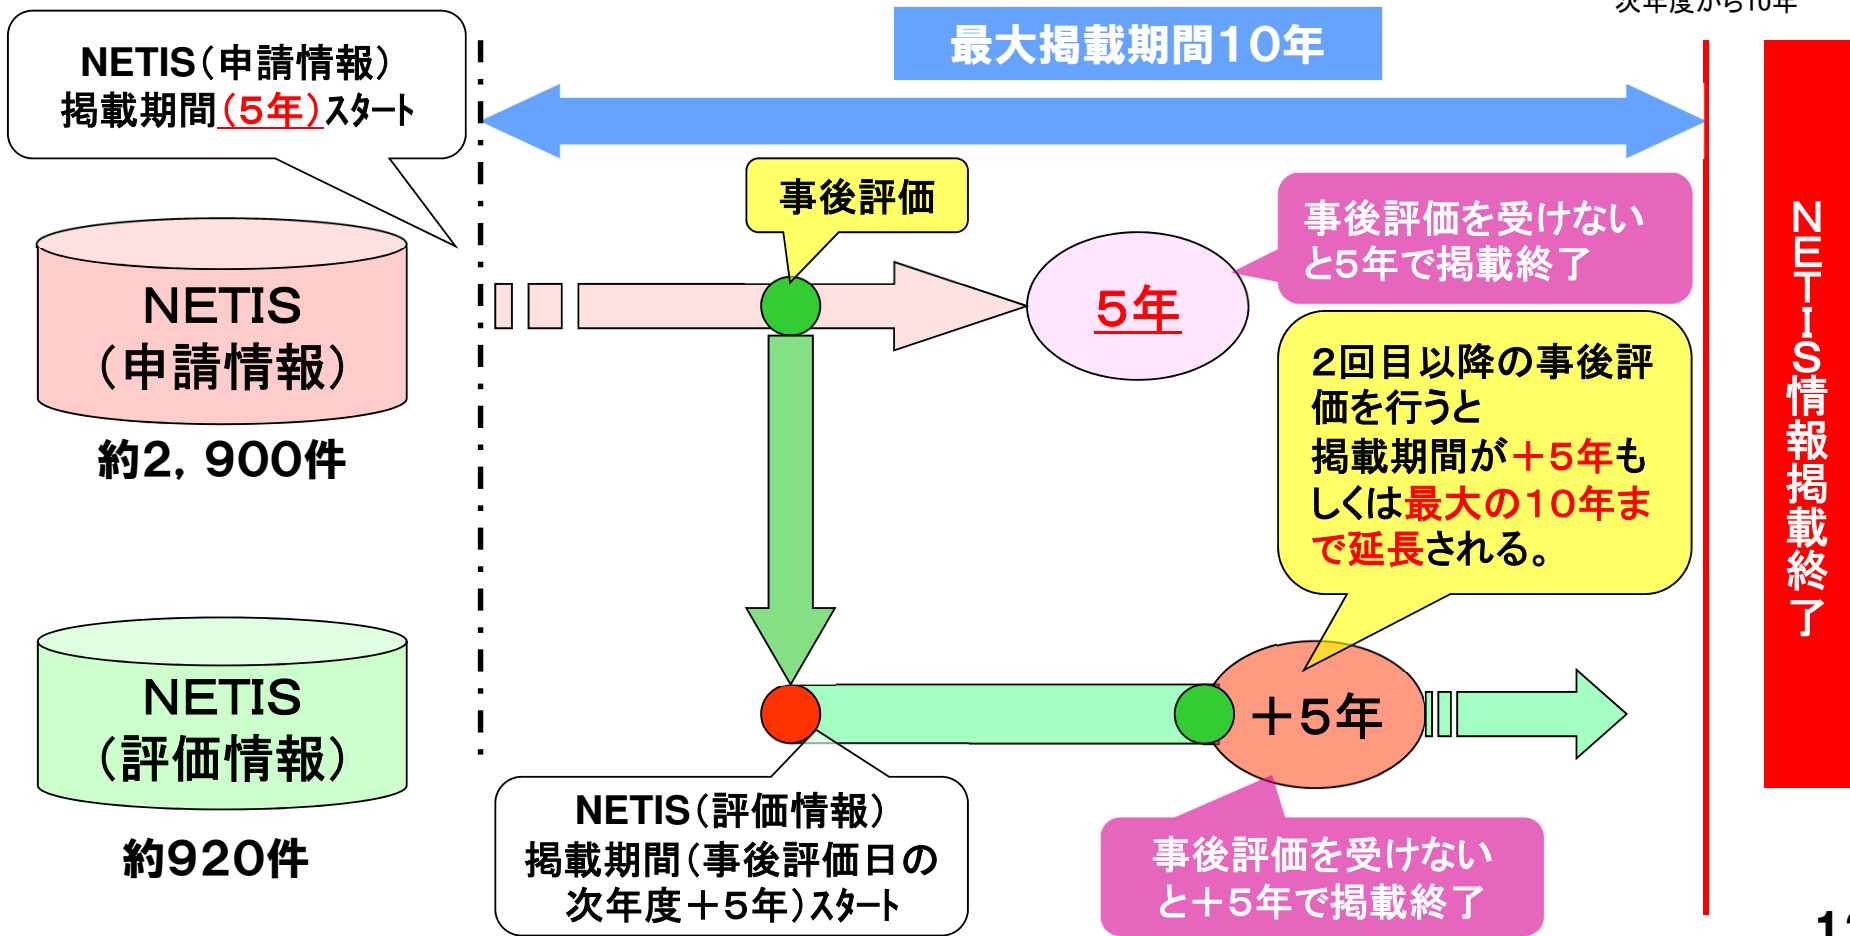 次年度から10年
最大掲載期間10年
NETIS(申請情報)
掲載期間(5年)スタート
事後評価
事後評価を受けない
と5年で掲載終了
NETIS
(申請情報)
約2,900件
5年
2回目以降の事後評
価を行うと
掲載期間が+5年も
しくは最大の10年ま
で延長される。
NETIS情報掲載終了
NETIS
(評価情報)
約920件
+5年
NETIS(評価情報)
掲載期間(事後評価日の
次年度+5年)スタート
事後評価を受けない
と+5年で掲載終了